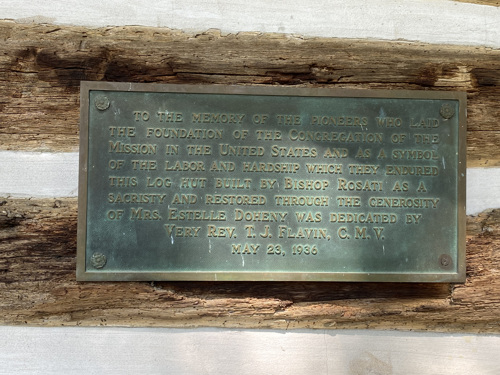 TO THE MEMORY OF THE PIONEERS WHO LAID
THE FOUNDATION OF THE CONGREGATION OF THE
MISSION IN THE UNITED STATES AND AS A SYMBOL
OF THE LABOR AND HARDSHIP WHICH THEY ENDURED
THIS LOG HUT BUILT BY BISHOP ROSATI AS A
SACRISTY AND RESTORED THROUGH THE GENEROSITY
OF MRS. ESTELLE DOHENY WAS DEDICATED BY
VERY REV. T. J. FLAVIN, C. M. V.
MAY 23, 1936